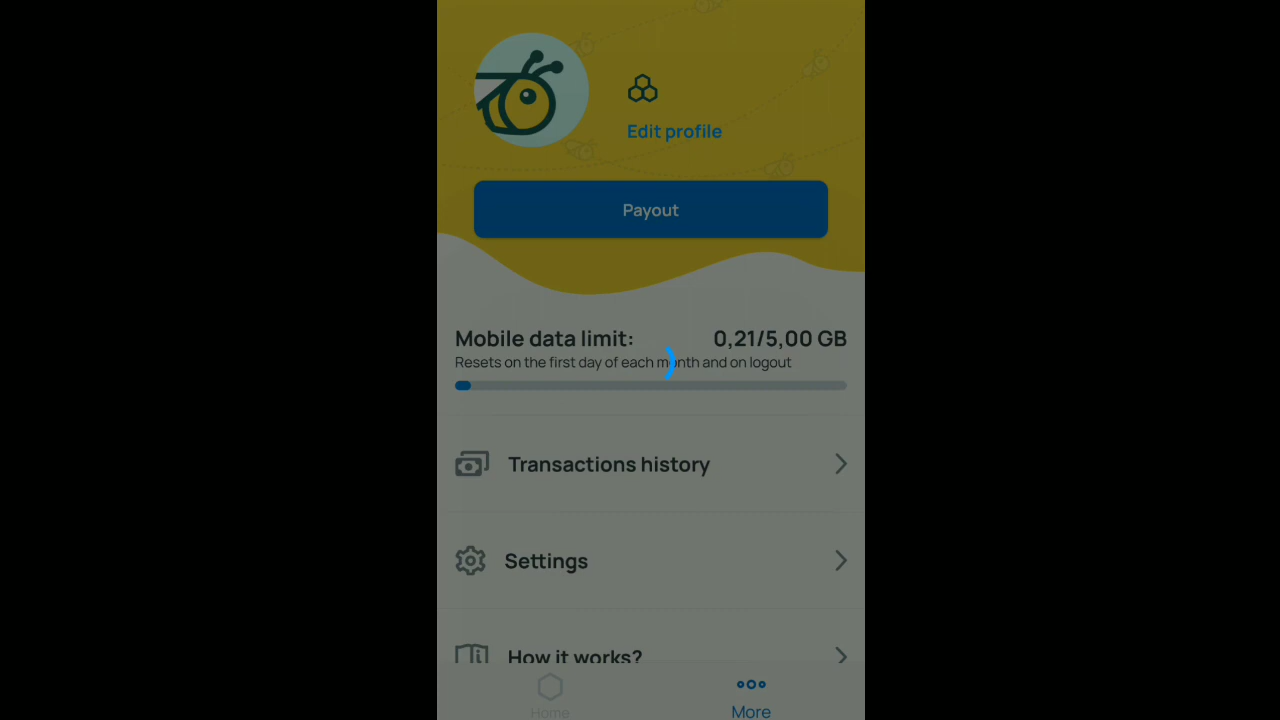 Edit profile
Payout
Mobile data limit: 0,21/5,00 GB
Resets on the first day of each month and on logout
Transactions history
Settings
How it works?
Home
More